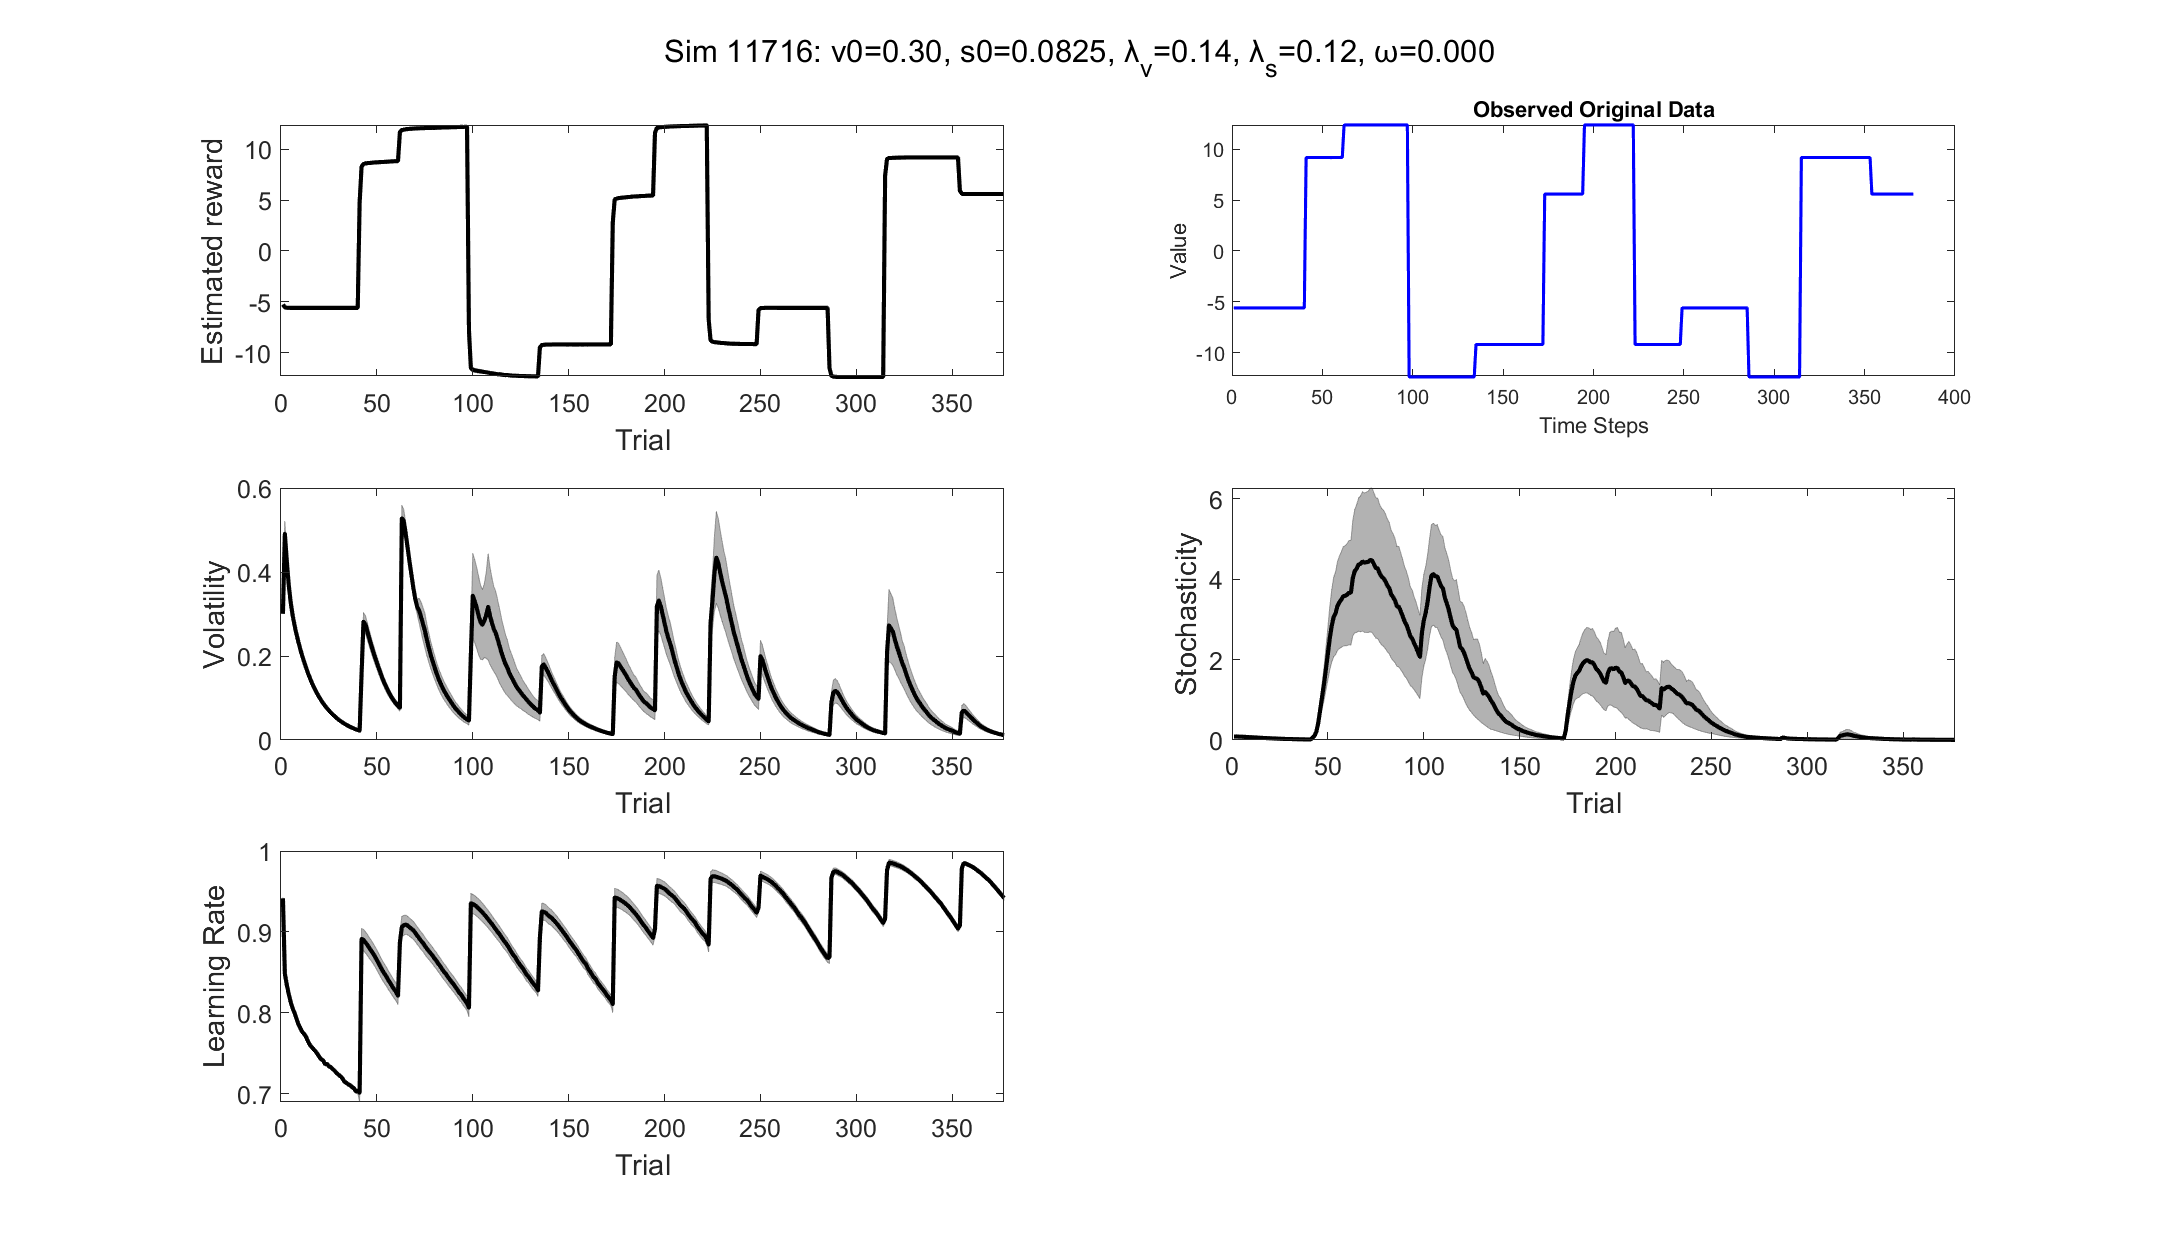 Sim 11716: v0=0.30, s0=0.0825, λ_v=0.14, λ_s=0.12, ω=0.000
Estimated reward
10
5
0
-5
-10
0 50 100 150 200 250 300 350
Trial
Observed Original Data
Value
10
5
0
-5
-10
0 50 100 150 200 250 300 350 400
Time Steps
Volatility
0.6
0.4
0.2
0
0 50 100 150 200 250 300 350
Trial
Stochasticity
6
4
2
0
0 50 100 150 200 250 300 350
Trial
Learning Rate
1
0.9
0.8
0.7
0 50 100 150 200 250 300 350
Trial